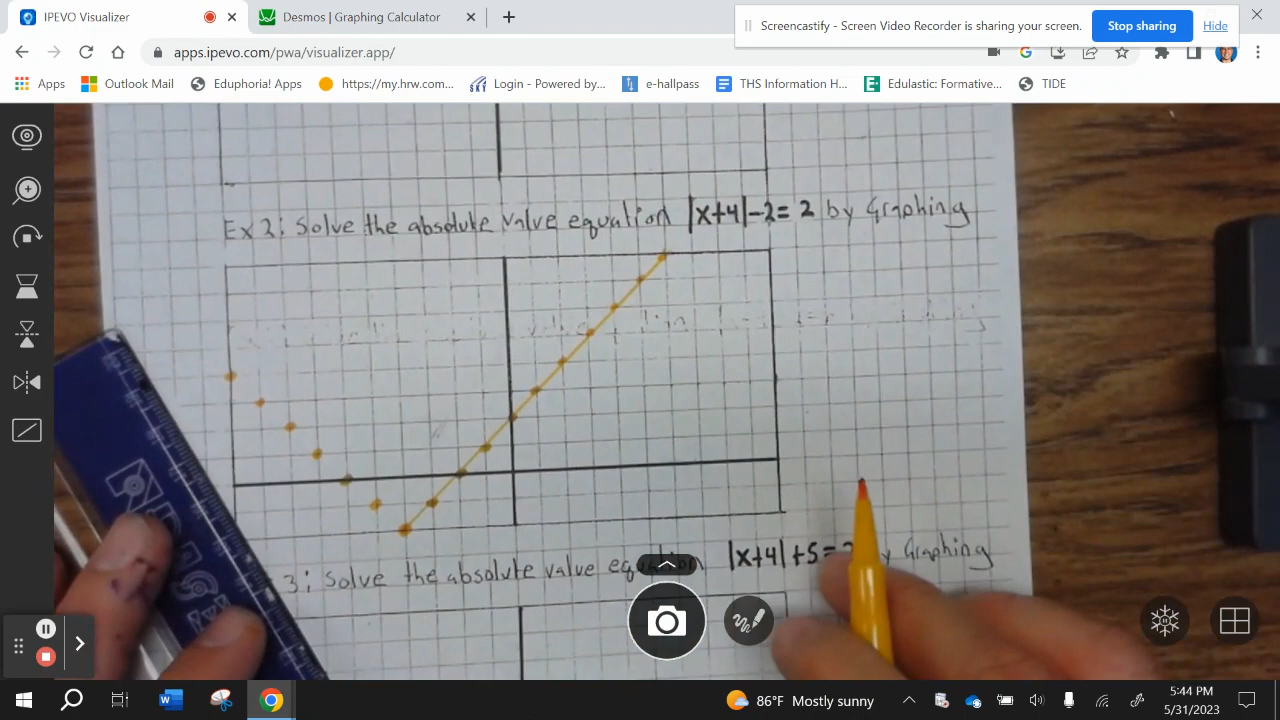 IPEVO Visualizer
Desmos | Graphing Calculator
Screencastify - Screen Video Recorder is sharing your screen.
Stop sharing
Hide
apps.ipevo.com/pwa/visualizer.app/
Apps
Outlook Mail
Eduphoria! Act
https://my.hrw.com...
Login - Powered by...
e-hallpass
THS Information H...
Edulastic: Formative...
TIDE
Ex 2: Solve the absolute value equation |x+4|-2=2 by Graphing
3: Solve the absolute value equation |x+4|+5= Graphing
86°F Mostly sunny
5:44 PM
5/31/2023